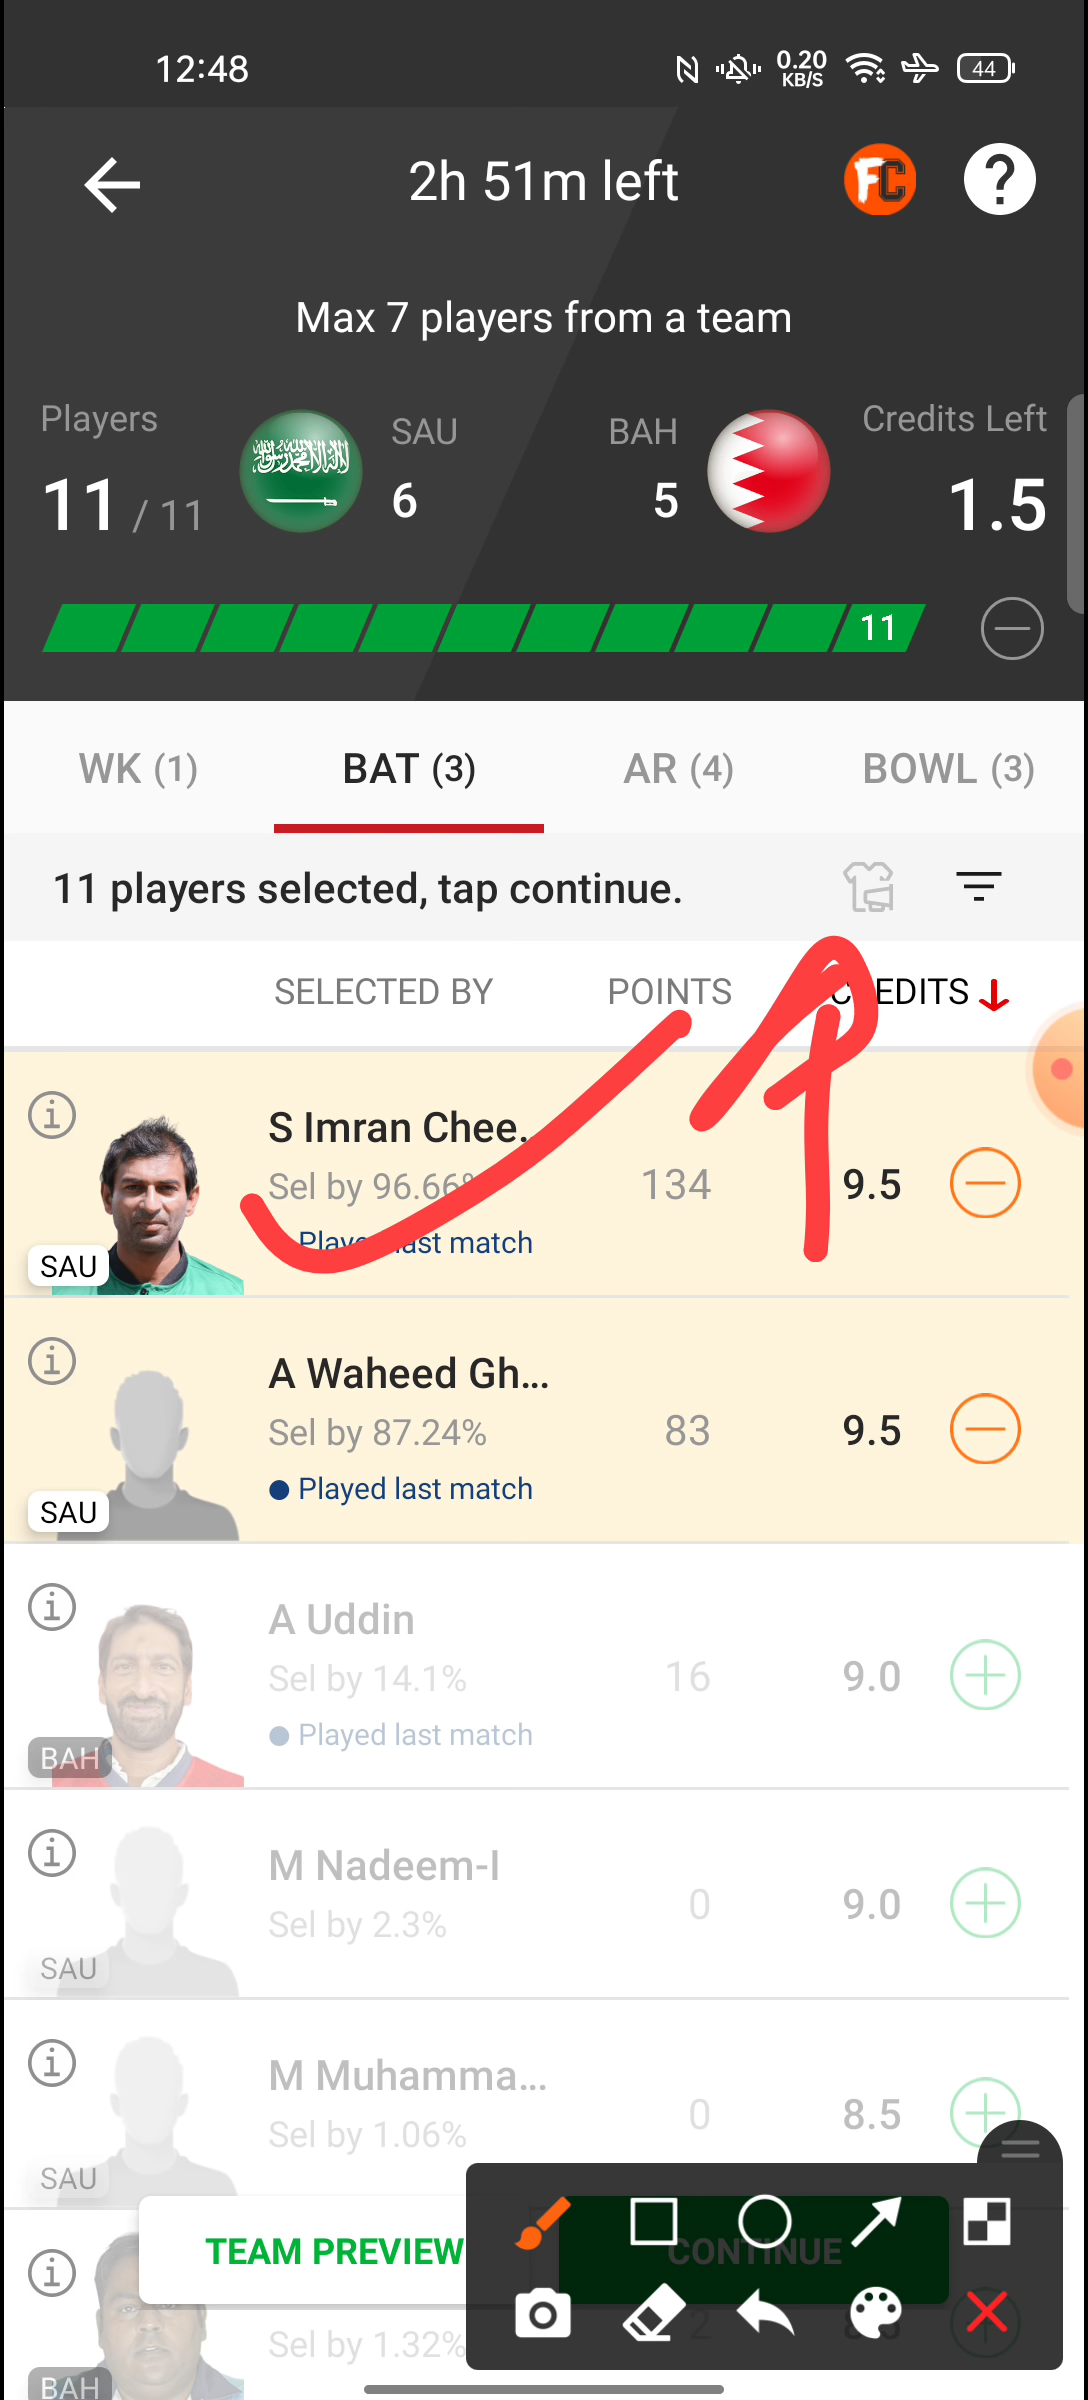 12:48
0.20
KB/S
44
2h 51m left
FC
?
Max 7 players from a team
Players
SAU
BAH
Credits Left
11 / 11
6
5
1.5
11
WK (1)
BAT (3)
AR (4)
BOWL (3)
11 players selected, tap continue.
SELECTED BY
POINTS
S Imran Chee.
Sel by 96.66%
134
9.5
Played last match
SAU
A Waheed Gh...
Sel by 87.24%
83
9.5
Played last match
SAU
A Uddin
Sel by 14.1%
16
9.0
Played last match
BAH
M Nadeem-I
Sel by 2.3%
0
9.0
SAU
M Muhamma...
Sel by 1.06%
0
8.5
SAU
TEAM PREVIEW
CONTINUE
Sel by 1.32%
2
BAH